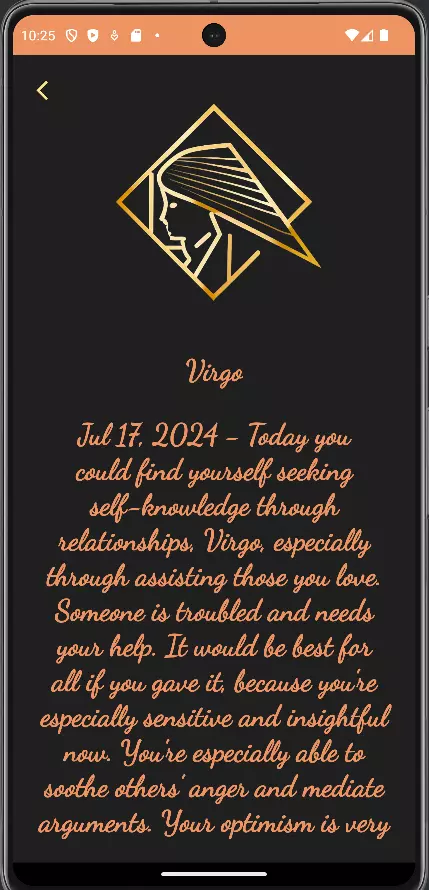 10:25
Virgo
Jul 17, 2024 - Today you
could find yourself seeking
self-knowledge through
relationships, Virgo, especially
through assisting those you love.
Someone is troubled and needs
your help. It would be best for
all if you gave it, because you're
especially sensitive and insightful
now. You're especially able to
soothe others' anger and mediate
arguments. Your optimism is very